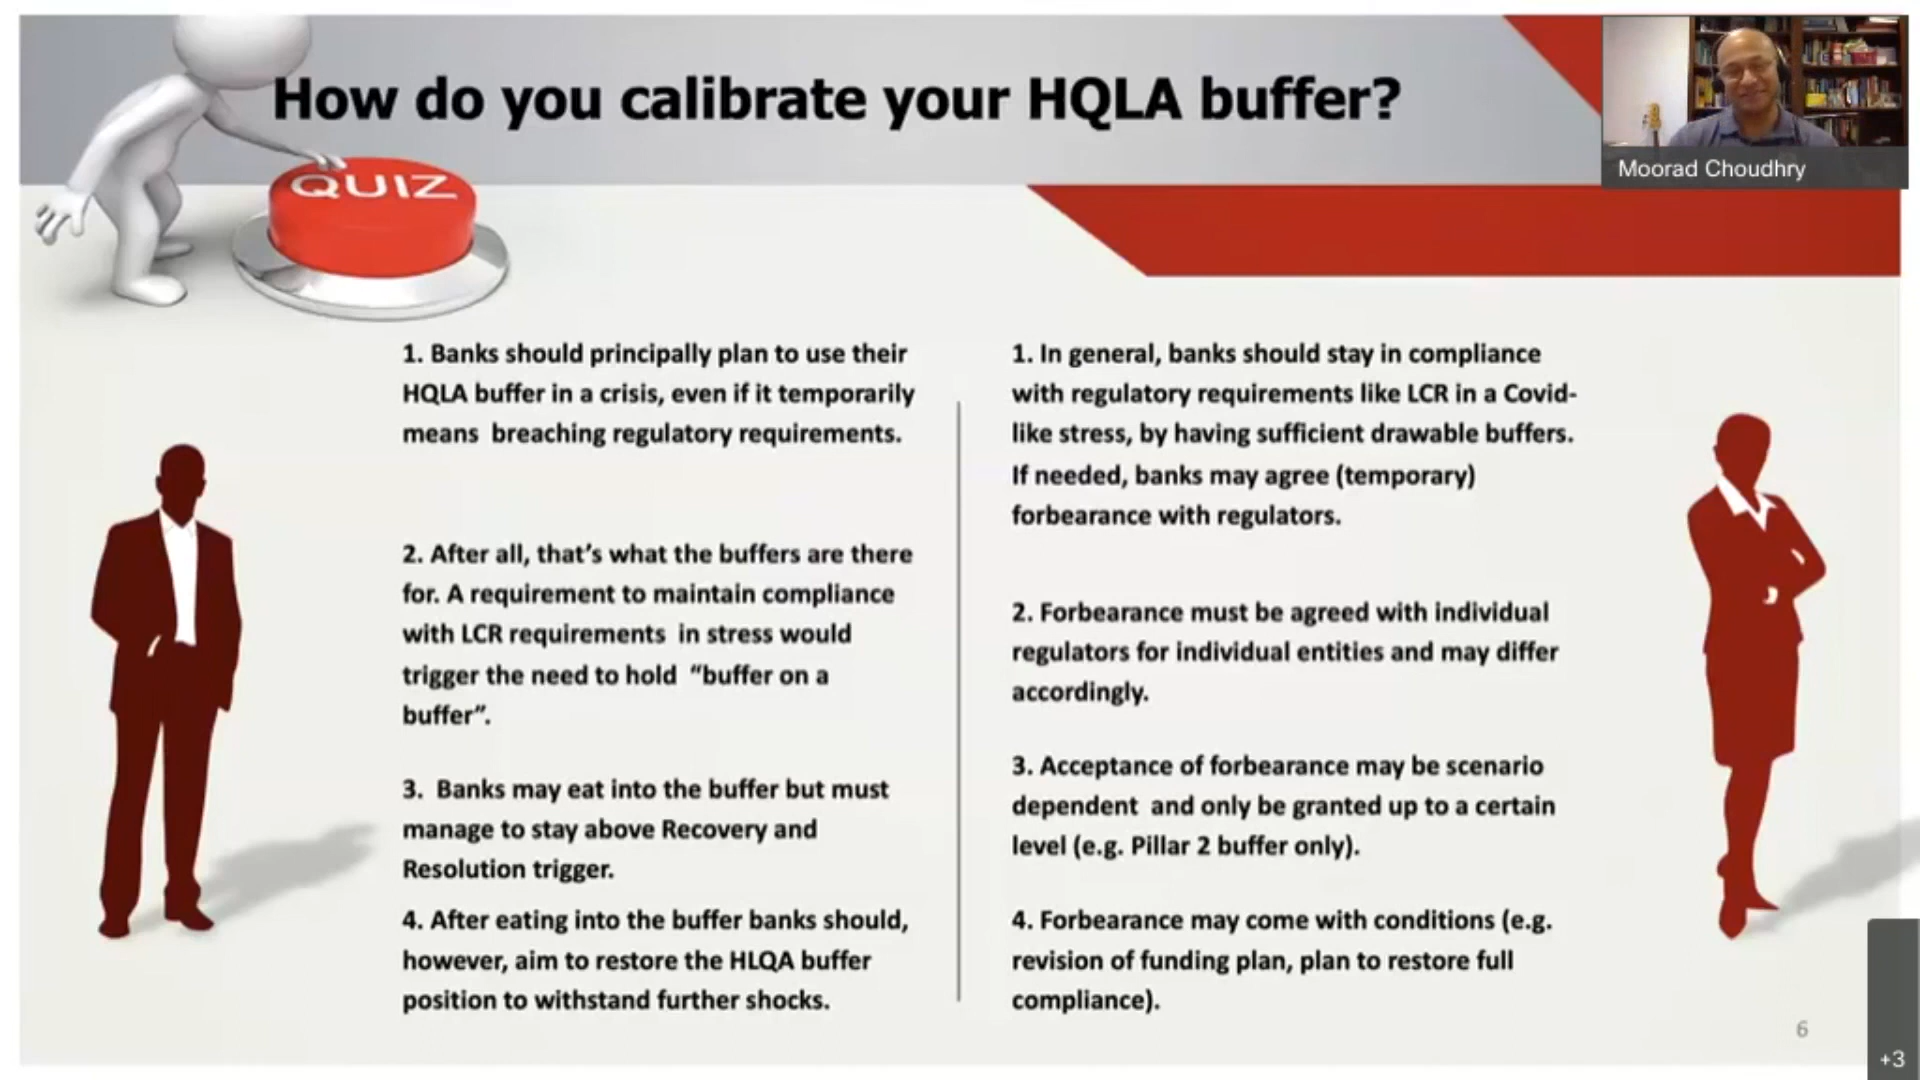 How do you calibrate your HQLA buffer?
Moorad Choudhry
QUIZ
1. Banks should principally plan to use their
HQLA buffer in a crisis, even if it temporarily
means breaching regulatory requirements.
2. After all, that's what the buffers are there
for. A requirement to maintain compliance
with LCR requirements in stress would
trigger the need to hold "buffer on a
buffer".
3. Banks may eat into the buffer but must
manage to stay above Recovery and
Resolution trigger.
4. After eating into the buffer banks should,
however, aim to restore the HLQA buffer
position to withstand further shocks.
1. In general, banks should stay in compliance
with regulatory requirements like LCR in a Covid-
like stress, by having sufficient drawable buffers.
If needed, banks may agree (temporary)
forbearance with regulators.
2. Forbearance must be agreed with individual
regulators for individual entities and may differ
accordingly.
3. Acceptance of forbearance may be scenario
dependent and only be granted up to a certain
level (e.g. Pillar 2 buffer only).
4. Forbearance may come with conditions (e.g.
revision of funding plan, plan to restore full
compliance).
6
+3